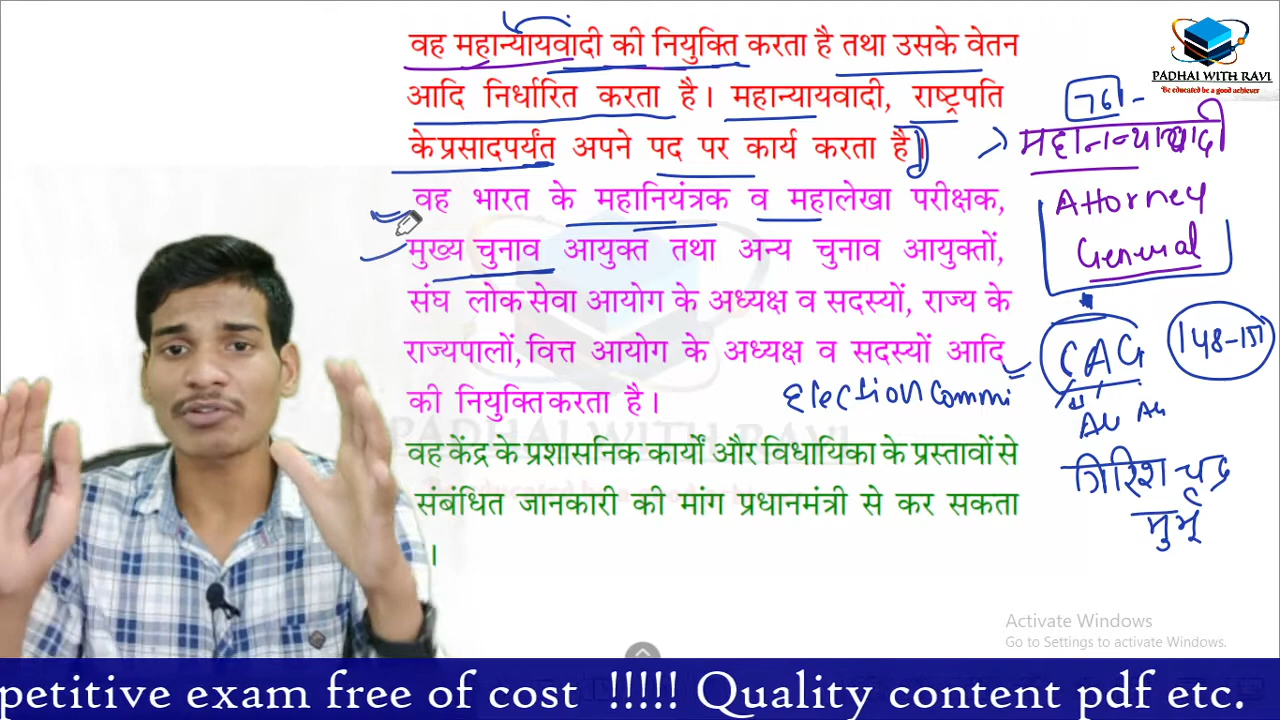 वह महान्यायवादी की नियुक्ति करता है तथा उसके वेतन
आदि निर्धारित करता है। महान्यायवादी, राष्ट्रपति
के प्रसादपर्यंत अपने पद पर कार्य करता है।
वह भारत के महानियंत्रक व महालेखा परीक्षक,
मुख्य चुनाव आयुक्त तथा अन्य चुनाव आयुक्तों,
संघ लोक सेवा आयोग के अध्यक्ष व सदस्यों, राज्य के
राज्यपालों, वित्त आयोग के अध्यक्ष व सदस्यों आदि
की नियुक्ति करता है।
वह केंद्र के प्रशासनिक कार्यों और विधायिका के प्रस्तावों से
संबंधित जानकारी की मांग प्रधानमंत्री से कर सकता
।
PADHAI WITH RAVI
Be educated be a good achiever
76
Attorney
General
CAG
148-151
Election Commi
गिरिश चंद्र
मुर्मू
PADHAI WITH RAVI
Activate Windows
Go to Settings to activate Windows.
petitive exam free of cost !!!!! Quality content pdf etc.